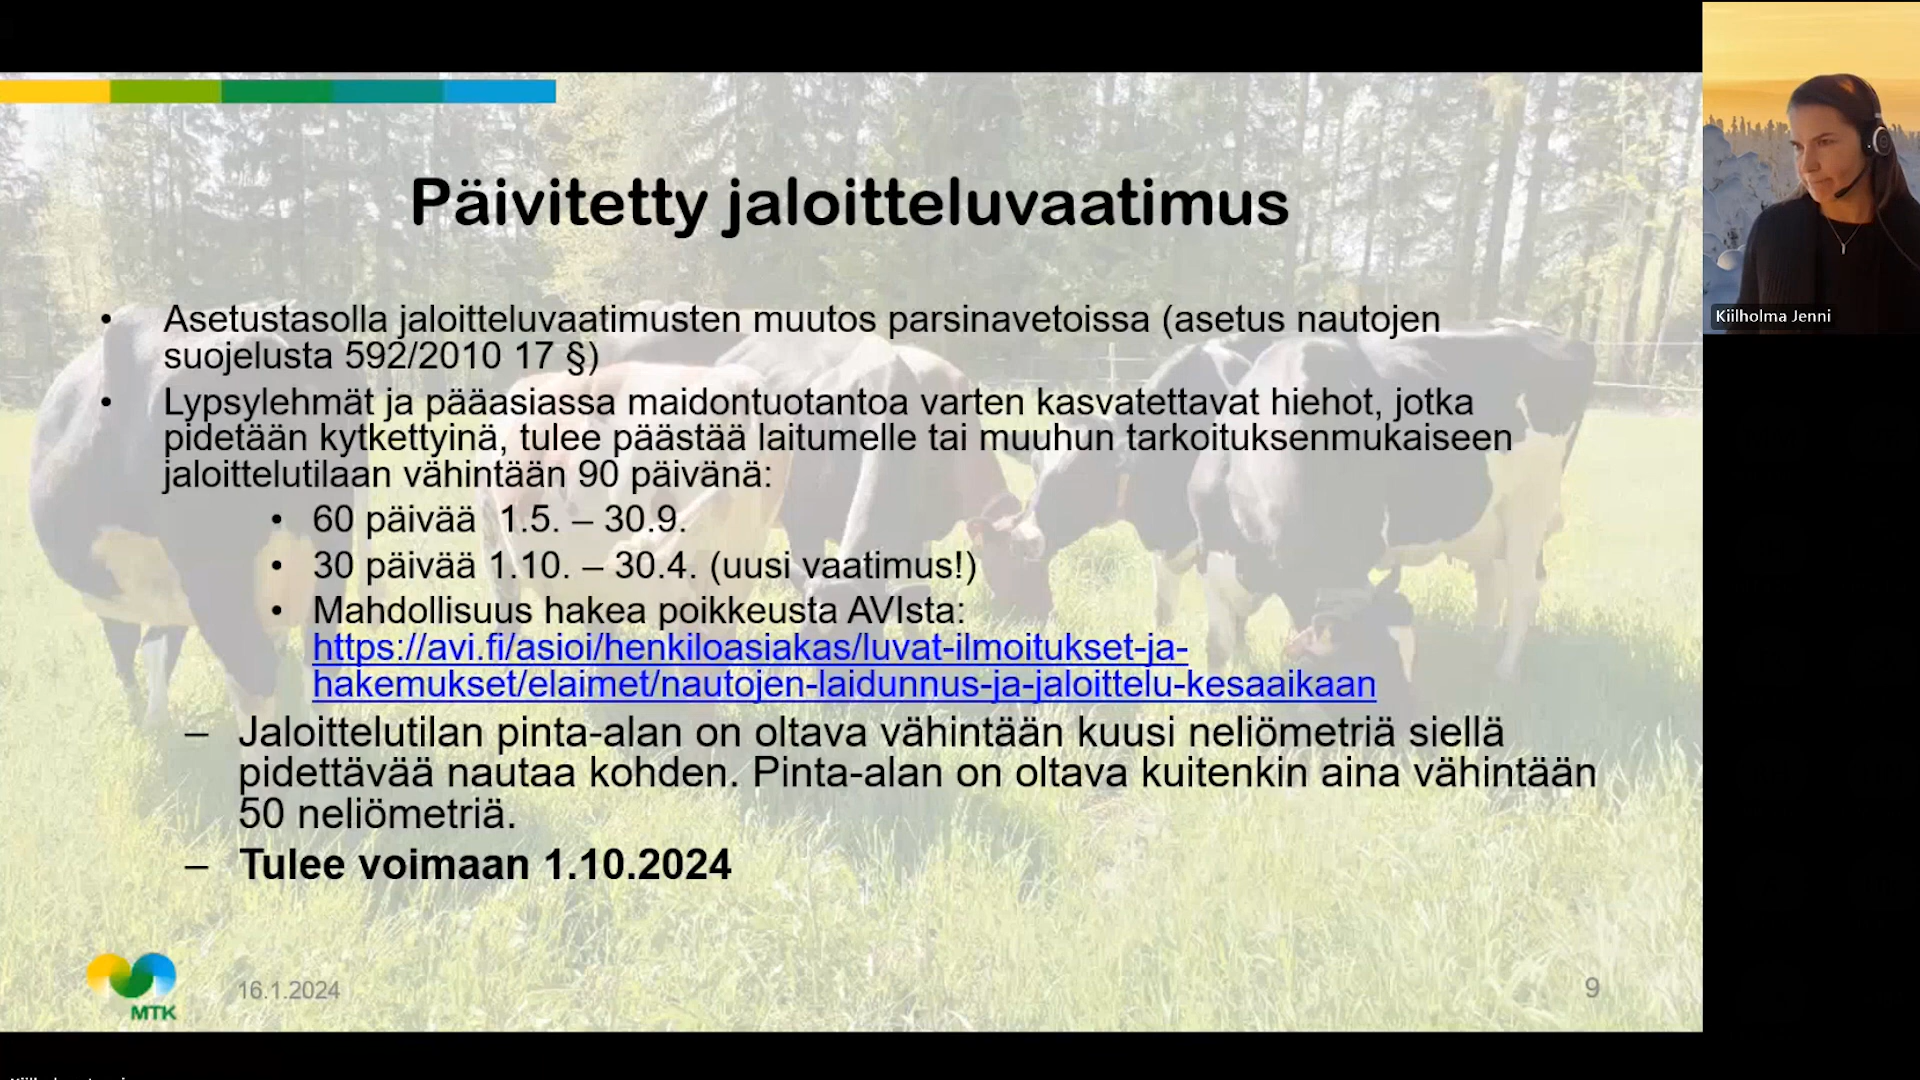 Päivitetty jaloitteluvaatimus
• Asetustasolla jaloitteluvaatimusten muutos parsinavetoissa (asetus nautojen
suojelusta 592/2010 17 §)
• Lypsylehmät ja pääasiassa maidontuotantoa varten kasvatettavat hiehot, jotka
pidetään kytkettyinä, tulee päästää laitumelle tai muuhun tarkoituksenmukaiseen
jaloittelutilaan vähintään 90 päivänä:
• 60 päivää 1.5. – 30.9.
• 30 päivää 1.10. – 30.4. (uusi vaatimus!)
• Mahdollisuus hakea poikkeusta AVIsta:
https://avi.fi/asioi/henkiloasiakas/luvat-ilmoitukset-ja-
hakemukset/elaimet/nautojen-laidunnus-ja-jaloittelu-kesaaikaan
– Jaloittelutilan pinta-alan on oltava vähintään kuusi neliömetriä siellä
pidettävää nautaa kohden. Pinta-alan on oltava kuitenkin aina vähintään
50 neliömetriä.
– Tulee voimaan 1.10.2024
MTK
16.1.2024
9
Kiilholma Jenni